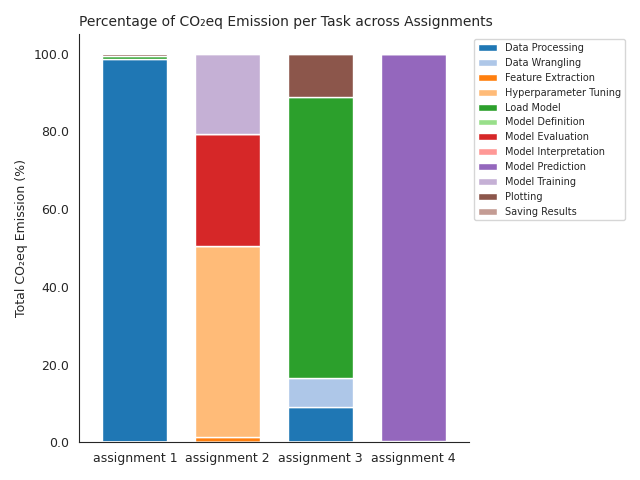 Percentage of CO₂eq Emission per Task across Assignments
Total CO₂eq Emission (%)
100.0
80.0
60.0
40.0
20.0
0.0
assignment 1
assignment 2
assignment 3
assignment 4
Data Processing
Data Wrangling
Feature Extraction
Hyperparameter Tuning
Load Model
Model Definition
Model Evaluation
Model Interpretation
Model Prediction
Model Training
Plotting
Saving Results